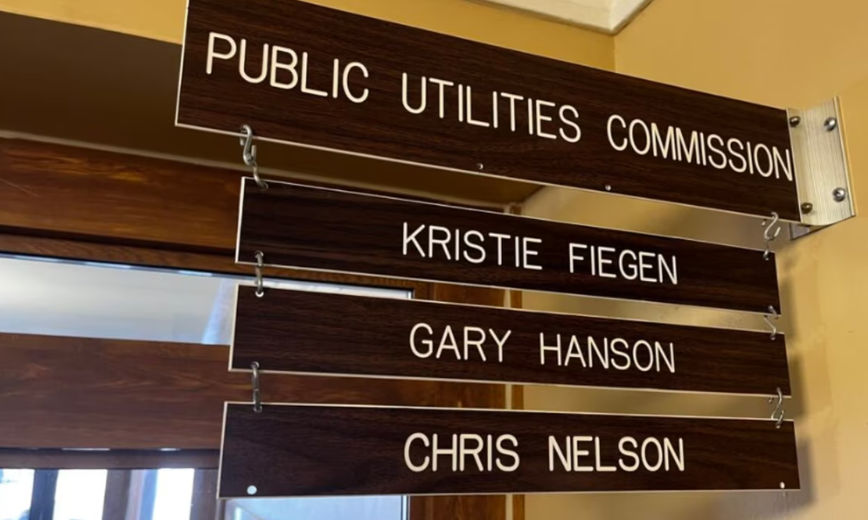 PUBLIC UTILITIES COMMISSION
KRISTIE FIEGEN
GARY HANSON
CHRIS NELSON